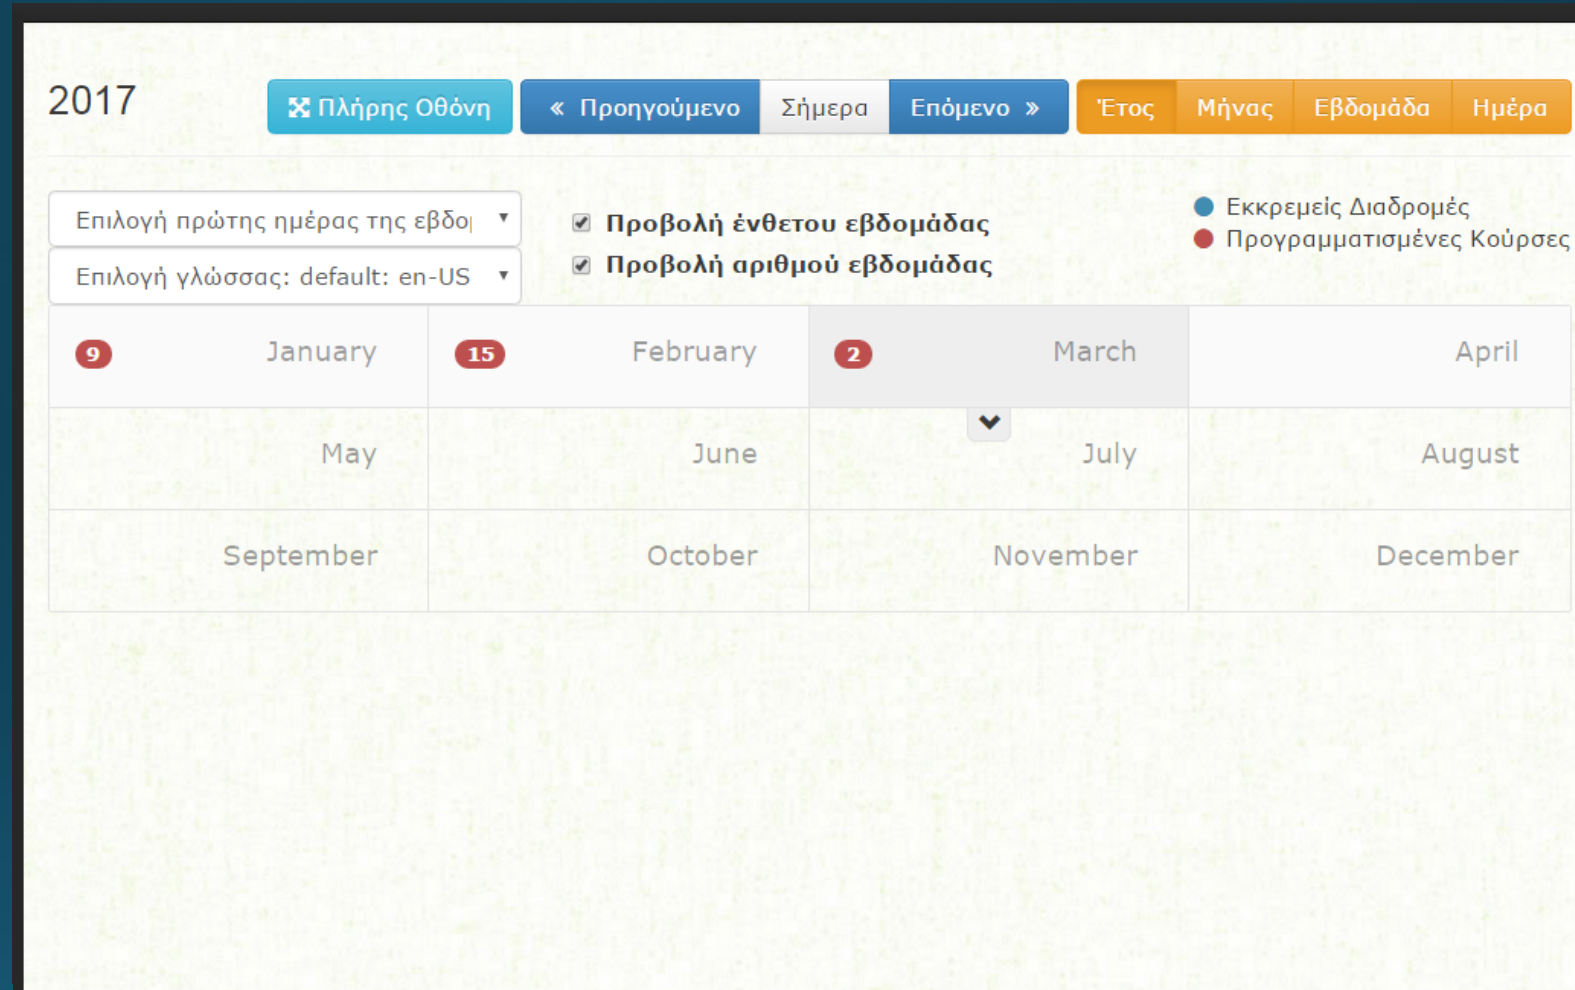 2017 Πλήρης Οθόνη « Προηγούμενο Σήμερα Επόμενο » Έτος Μήνας Εβδομάδα Ημέρα
Επιλογή πρώτης ημέρας της
Προβολή ένθετου εβδομάδας
Εκκρεμείς Διαδρομές
Προγραμματισμένες Κούρσες
Επιλογή γλώσσας: default: en-US
Προβολή αριθμού εβδομάδας
9 January 15 February 2 March April
May June July August
September October November December